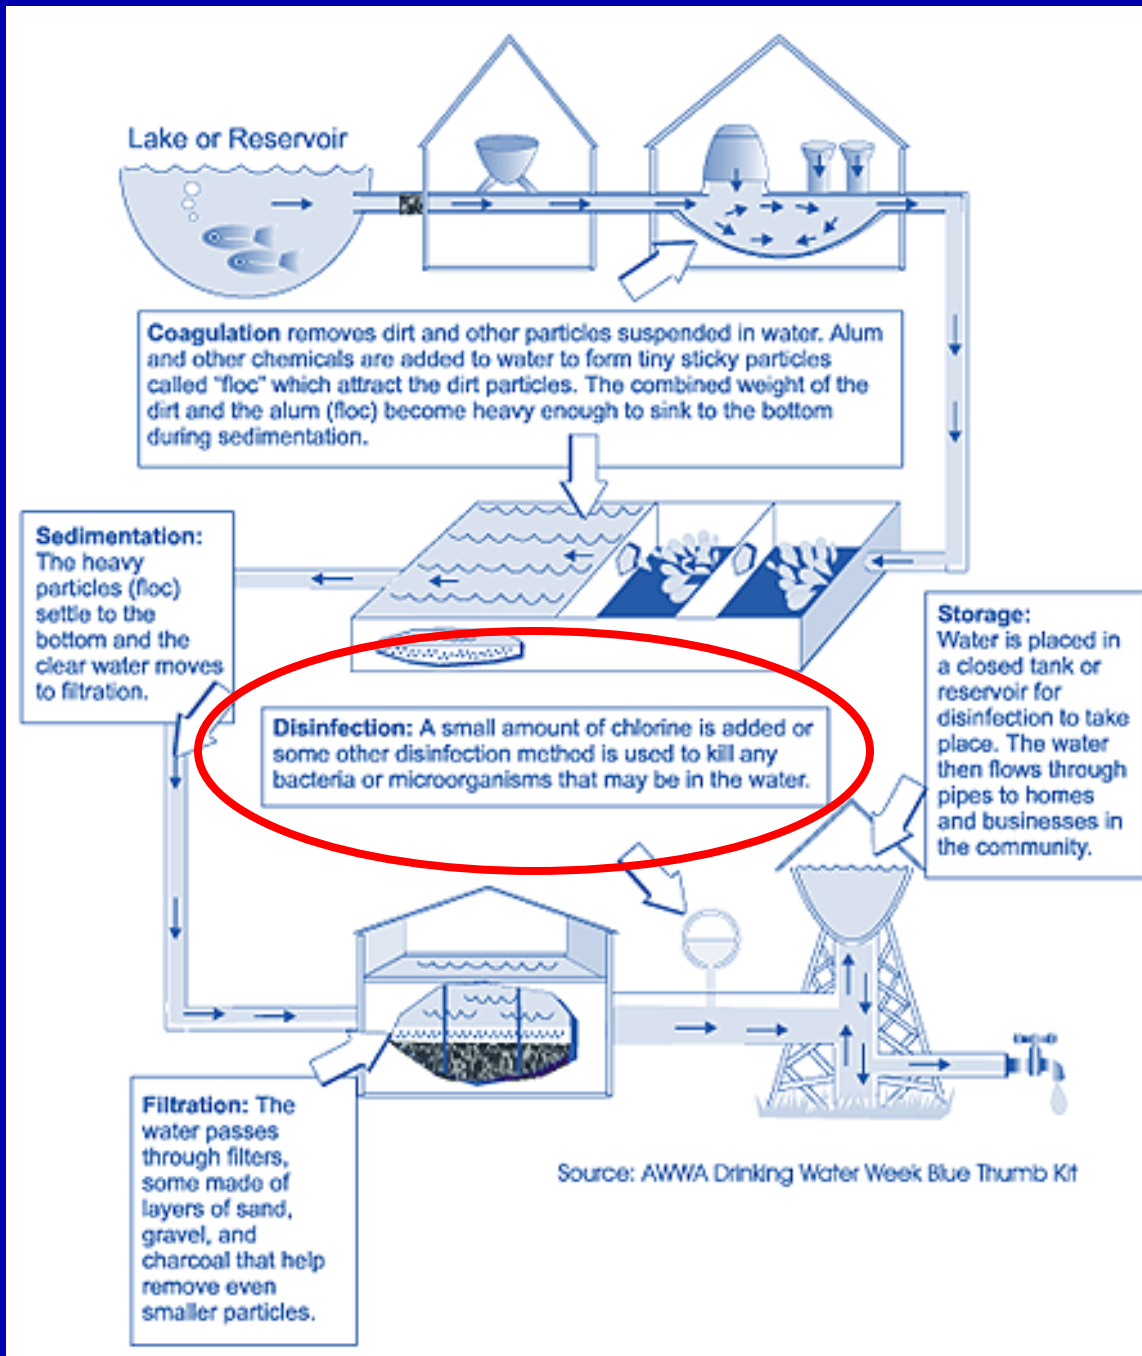 Lake or Reservoir
Coagulation removes dirt and other particles suspended in water. Alum
and other chemicals are added to water to form tiny sticky particles
called "floc" which attract the dirt particles. The combined weight of the
dirt and the alum (floc) become heavy enough to sink to the bottom
during sedimentation.
Sedimentation:
The heavy
particles (floc)
settle to the
bottom and the
clear water moves
to filtration.
Storage:
Water is placed in
a closed tank or
reservoir for
disinfection to take
place. The water
then flows through
pipes to homes
and businesses in
the community.
Disinfection: A small amount of chlorine is added or
some other disinfection method is used to kill any
bacteria or microorganisms that may be in the water.
Filtration: The
water passes
through filters,
some made of
layers of sand,
gravel, and
charcoal that help
remove even
smaller particles.
Source: AWWA Drinking Water Week Blue Thumb Kit